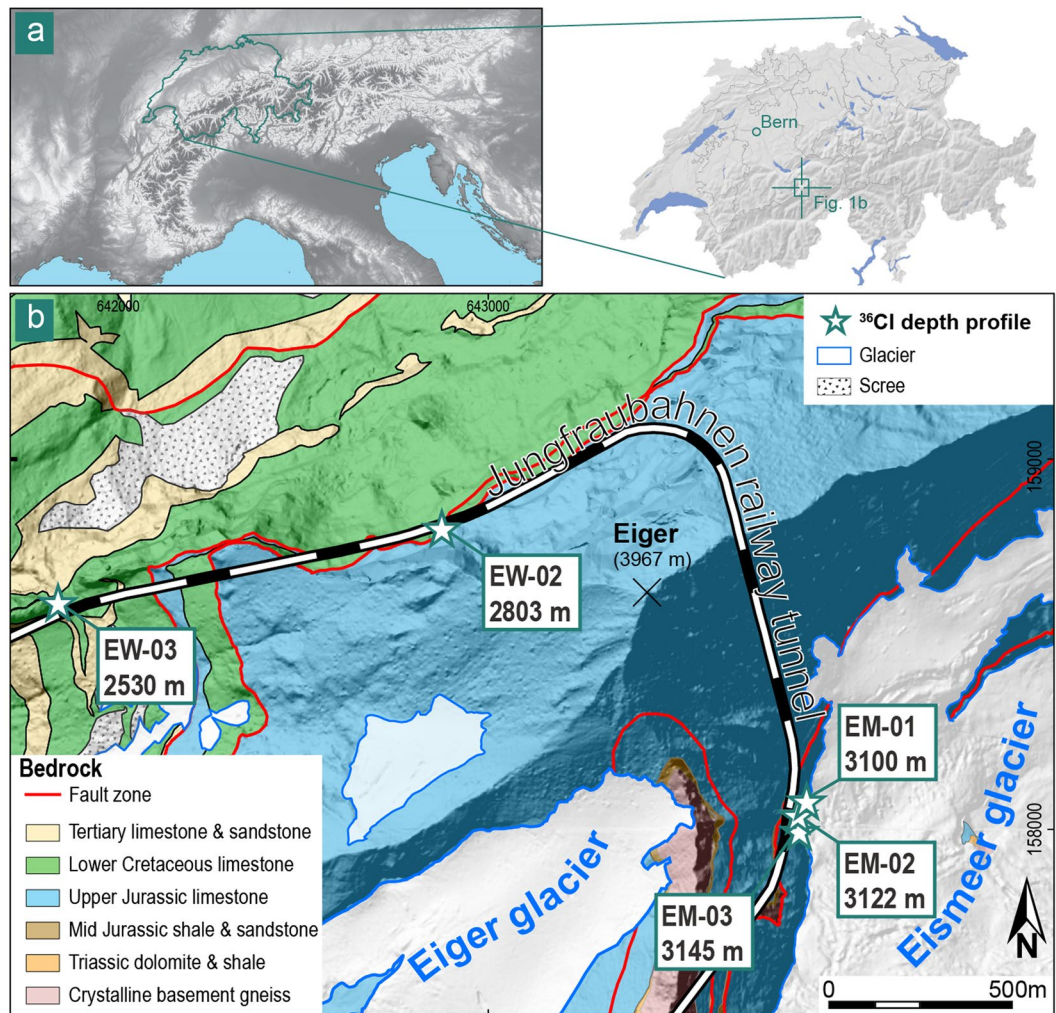 a
Bern
Fig. 1b
b
642000
643000
³⁶Cl depth profile
Glacier
Scree
159000
Jungfraubahnen railway tunnel
Eiger
(3967 m)
EW-02
2803 m
EW-03
2530 m
EM-01
3100 m
158000
EM-02
3122 m
EM-03
3145 m
Eiger glacier
Eismeer glacier
Bedrock
Fault zone
Tertiary limestone & sandstone
Lower Cretaceous limestone
Upper Jurassic limestone
Mid Jurassic shale & sandstone
Triassic dolomite & shale
Crystalline basement gneiss
N
0
500m